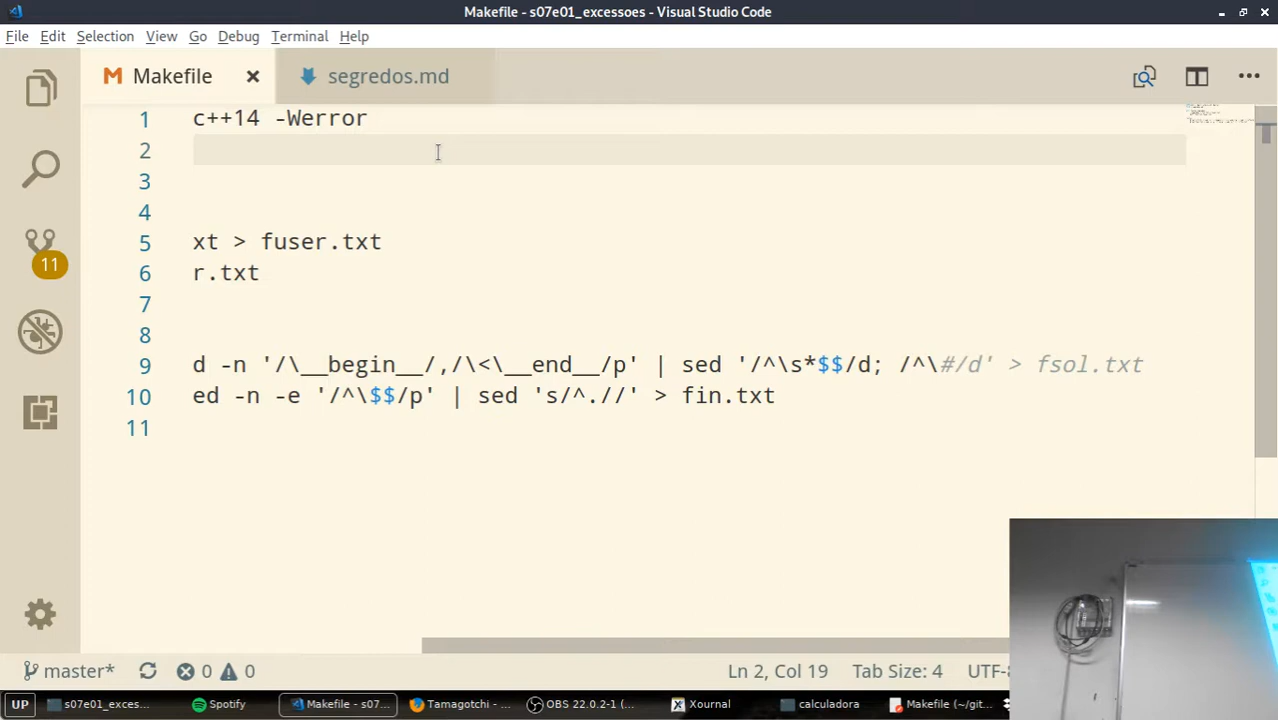 Makefile - s07e01_excessoes - Visual Studio Code
File Edit Selection View Go Debug Terminal Help
Makefile segredos.md
1 c++14 -Werror
2
3
4
5 xt > fuser.txt
6 r.txt
7
8
9 d -n '/\__begin__/,/\<\__end__/p' | sed '/^\s*$$/d; /^\#/d' > fsol.txt
10 ed -n -e '/^\$$/p' | sed 's/^.//' > fin.txt
11
11
master* 0 0 Ln 2, Col 19 Tab Size: 4 UTF-8
UP s07e01_exces... Spotify Makefile - s07... Tamagotchi - ... OBS 22.0.2-1 (... Xournal calculadora Makefile (~/git...